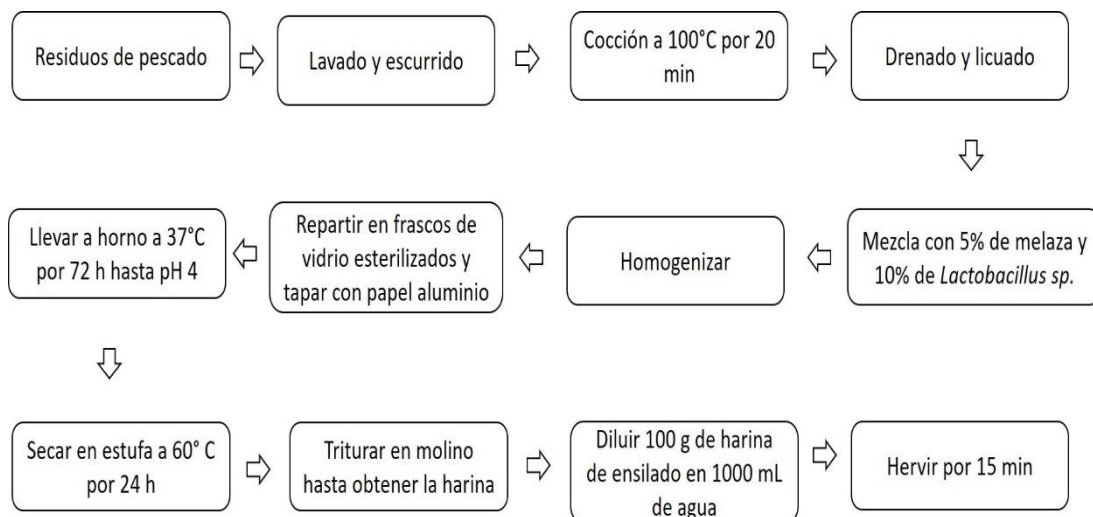 Residuos de pescado
Lavado y escurrido
Cocción a 100°C por 20
min
Drenado y licuado
Mezcla con 5% de melaza y
10% de Lactobacillus sp.
Homogenizar
Repartir en frascos de
vidrio esterilizados y
tapar con papel aluminio
Llevar a horno a 37°C
por 72 h hasta pH 4
Secar en estufa a 60° C
por 24 h
Triturar en molino
hasta obtener la harina
Diluir 100 g de harina
de ensilado en 1000 mL
de agua
Hervir por 15 min